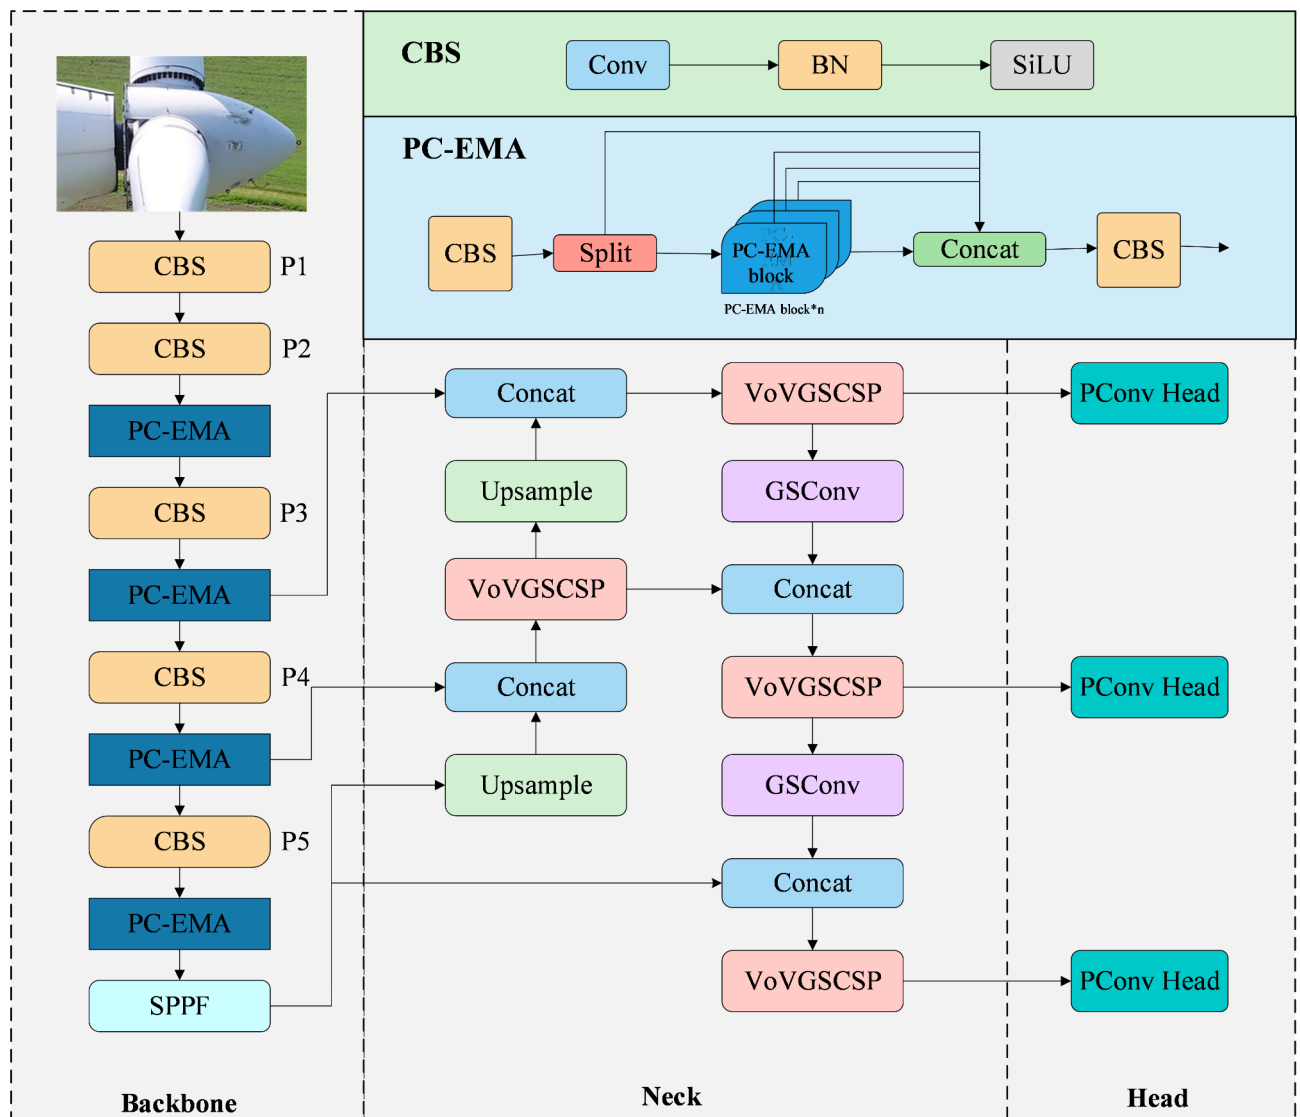 CBS
Conv
BN
SiLU
PC-EMA
CBS
Split
PC-EMA
block
PC-EMA block*n
Concat
CBS
CBS
P1
CBS
P2
PC-EMA
CBS
P3
PC-EMA
CBS
P4
PC-EMA
CBS
P5
PC-EMA
SPPF
Backbone
Concat
Upsample
VoVGSCSP
Concat
Upsample
VoVGSCSP
GSConv
Concat
VoVGSCSP
GSConv
Concat
VoVGSCSP
Neck
PConv Head
PConv Head
PConv Head
Head